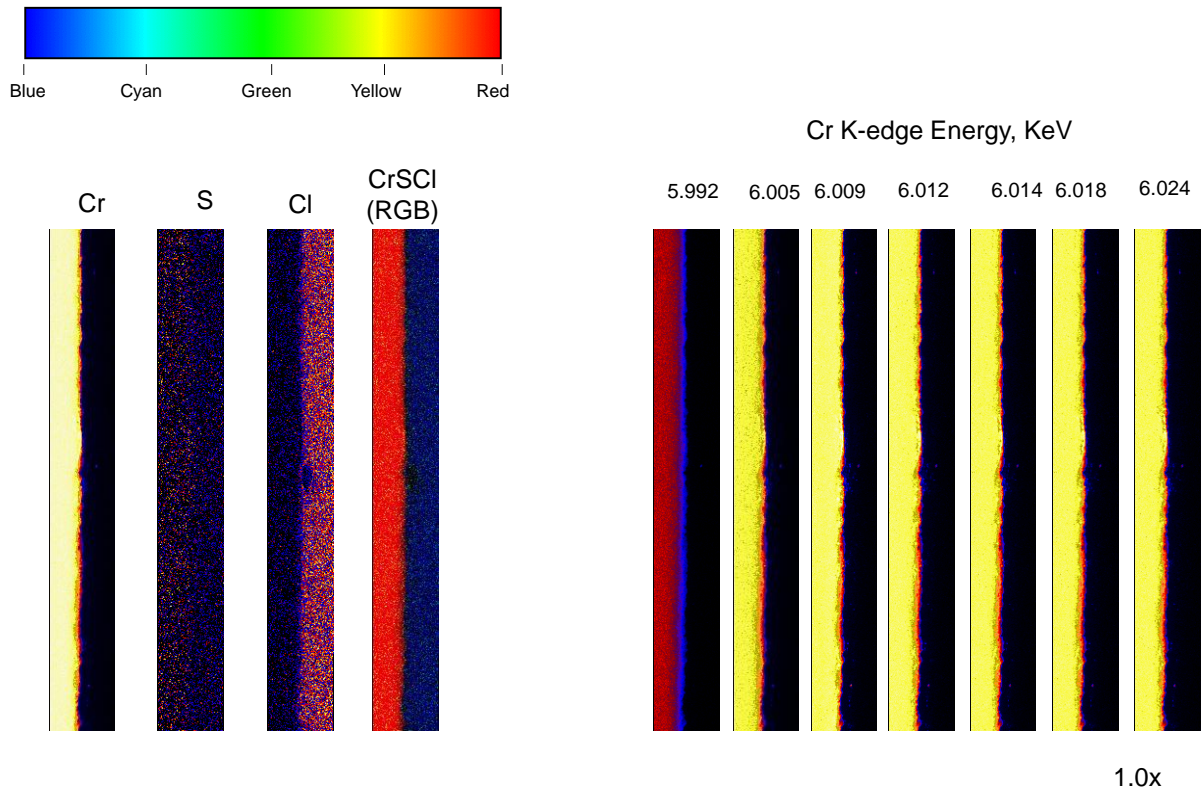 Blue Cyan Green Yellow Red
Cr K-edge Energy, KeV
Cr S Cl CrSCl
(RGB)
5.992 6.005 6.009 6.012 6.014 6.018 6.024
1.0x